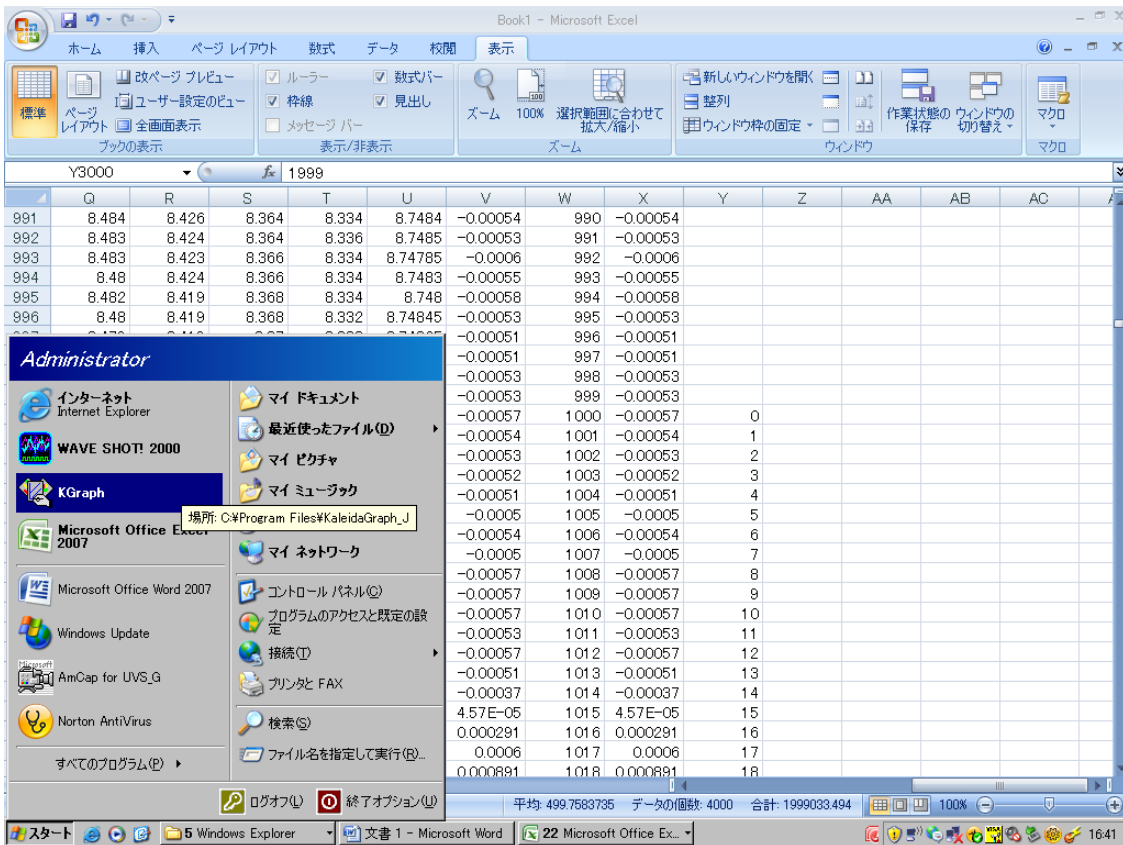 Book1 - Microsoft Excel
ホーム 挿入 ページ レイアウト 数式 データ 校閲 表示
標準
ページ レイアウト
改ページ プレビュー
ユーザー設定のビュー
全画面表示
ブックの表示
ルーラー
数式バー
枠線
見出し
メッセージ バー
表示/非表示
ズーム
100%
選択範囲に合わせて
拡大/縮小
ズーム
新しいウィンドウを開く
整列
ウィンドウ枠の固定
作業状態の
保存
ウィンドウの
切り替え
ウィンドウ
マクロ
マクロ
Y3000 fx 1999
Q R S T U V W X Y Z AA AB AC
991 8.484 8.426 8.364 8.334 8.7484 -0.00054 990 -0.00054
992 8.483 8.424 8.364 8.336 8.7485 -0.00053 991 -0.00053
993 8.483 8.423 8.366 8.334 8.74785 -0.0006 992 -0.0006
994 8.48 8.424 8.366 8.334 8.7483 -0.00055 993 -0.00055
995 8.482 8.419 8.368 8.334 8.748 -0.00058 994 -0.00058
996 8.48 8.419 8.368 8.332 8.74845 -0.00053 995 -0.00053
-0.00051 996 -0.00051
-0.00051 997 -0.00051
-0.00053 998 -0.00053
-0.00053 999 -0.00053
-0.00057 1000 -0.00057 0
-0.00054 1001 -0.00054 1
-0.00053 1002 -0.00053 2
-0.00052 1003 -0.00052 3
-0.00051 1004 -0.00051 4
-0.0005 1005 -0.0005 5
-0.00054 1006 -0.00054 6
-0.0005 1007 -0.0005 7
-0.00057 1008 -0.00057 8
-0.00057 1009 -0.00057 9
-0.00057 1010 -0.00057 10
-0.00053 1011 -0.00053 11
-0.00057 1012 -0.00057 12
-0.00051 1013 -0.00051 13
-0.00037 1014 -0.00037 14
4.57E-05 1015 4.57E-05 15
0.000291 1016 0.000291 16
0.0006 1017 0.0006 17
0.000891 1018 0.000891 18
Administrator
インターネット
Internet Explorer
WAVE SHOT! 2000
KGraph
場所: C:¥Program Files¥KaleidaGraph_J
Microsoft Office Excel
2007
Microsoft Office Word 2007
Windows Update
Microsoft
AmCap for UVS_G
Norton AntiVirus
すべてのプログラム(P)
マイ ドキュメント
最近使ったファイル(D)
マイ ピクチャ
マイ ミュージック
マイ ネットワーク
コントロール パネル(C)
プログラムのアクセスと既定の設
定
接続(T)
プリンタと FAX
検索(S)
ファイル名を指定して実行(R)...
ログオフ(L) 終了オプション(U)
平均: 499.7583735 データの個数: 4000 合計: 1999033.494 100%
スタート 5 Windows Explorer 文書 1 - Microsoft Word 22 Microsoft Office Ex... 16:41